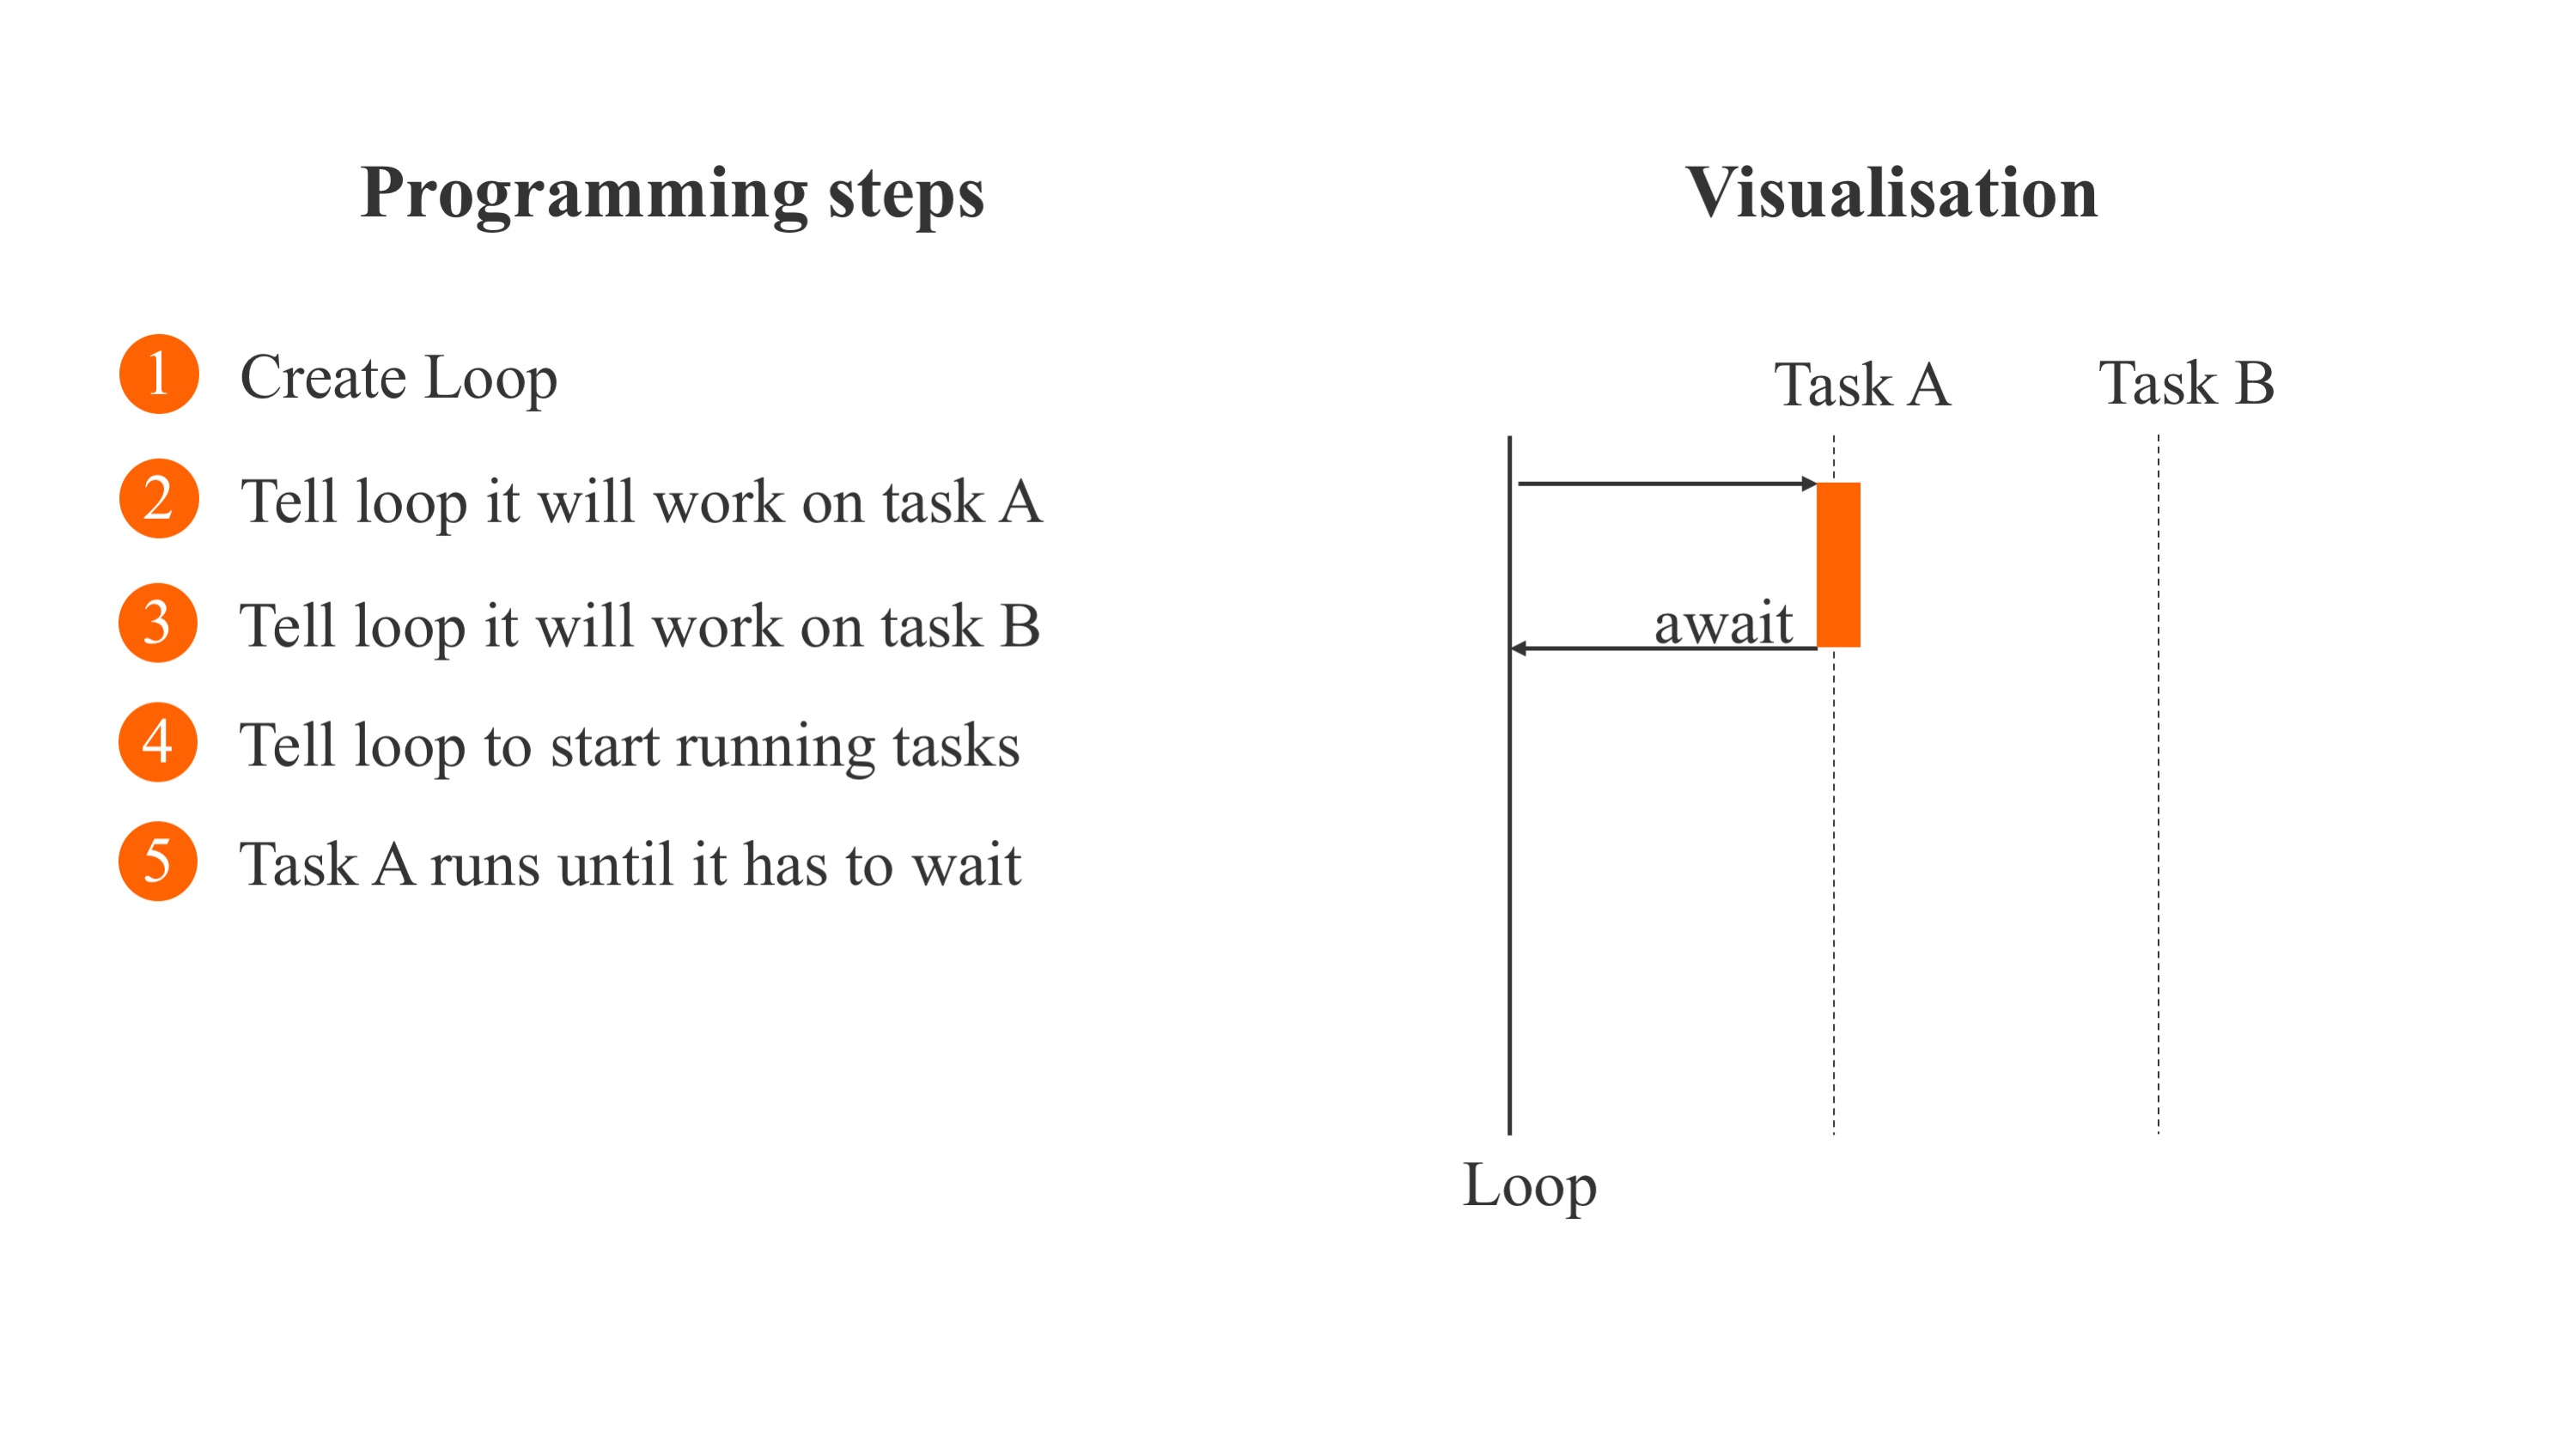 Programming steps
1 Create Loop
2 Tell loop it will work on task A
3 Tell loop it will work on task B
4 Tell loop to start running tasks
5 Task A runs until it has to wait
Visualisation
Task A
Task B
await
Loop